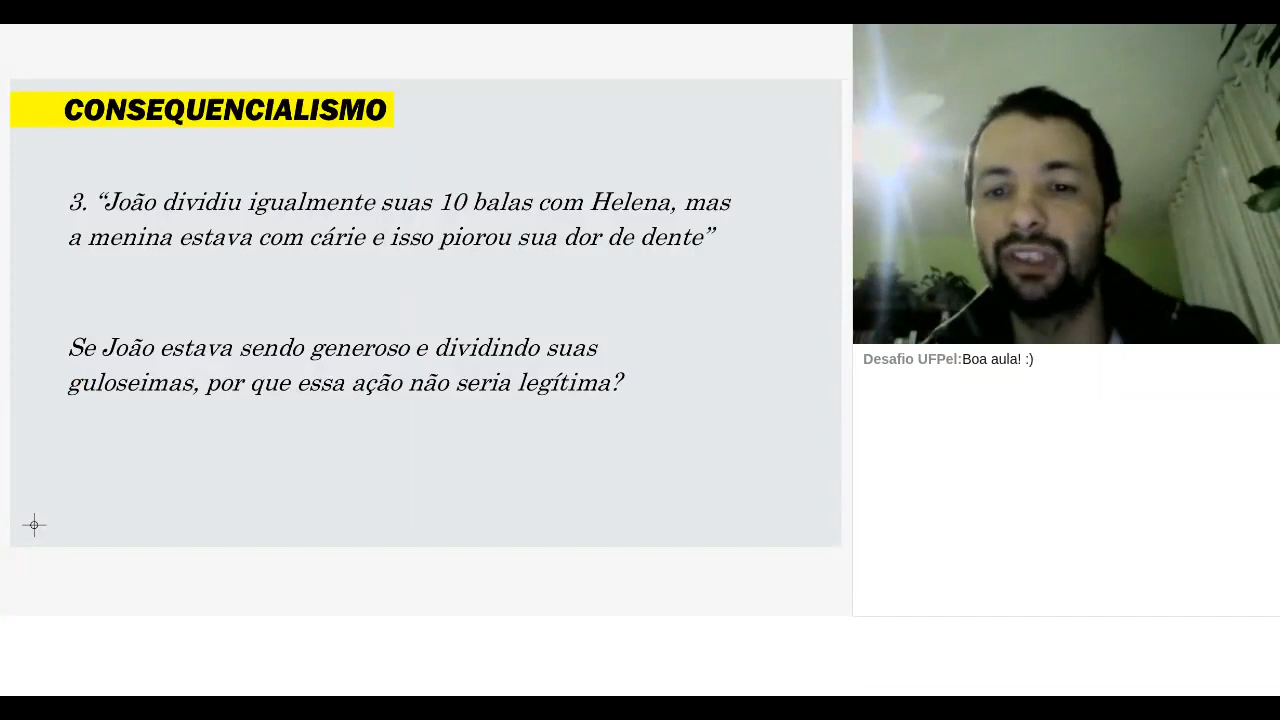 CONSEQUENCIALISMO
3. “João dividiu igualmente suas 10 balas com Helena, mas
a menina estava com cárie e isso piorou sua dor de dente”
Se João estava sendo generoso e dividindo suas
guloseimas, por que essa ação não seria legítima?
Desafio UFPel:Boa aula! :)